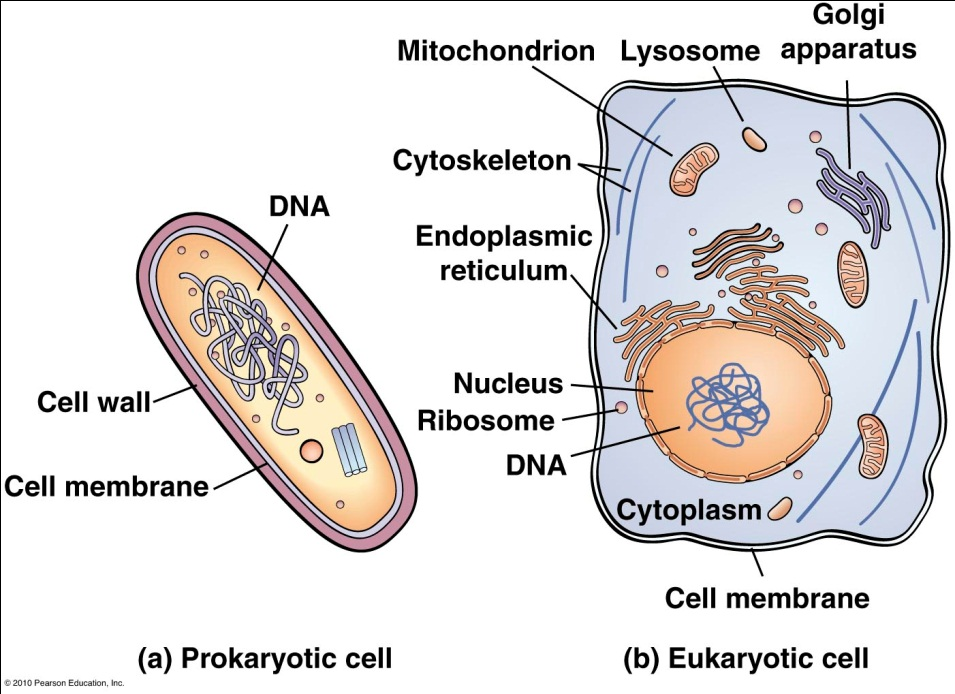 Golgi
apparatus
Mitochondrion
Lysosome
Cytoskeleton
DNA
Endoplasmic
reticulum
Nucleus
Cell wall
Ribosome
DNA
Cell membrane
Cytoplasm
Cell membrane
(a) Prokaryotic cell
(b) Eukaryotic cell
© 2010 Pearson Education, Inc.